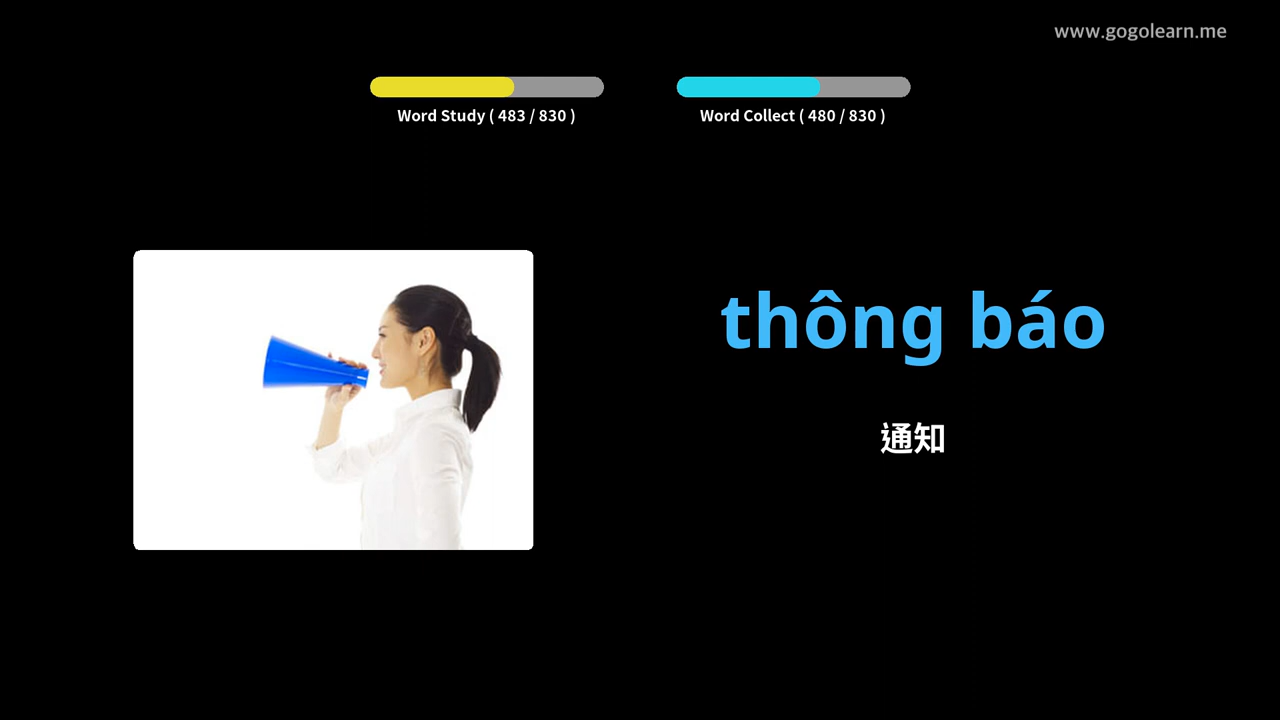 www.gogolearn.me
Word Study ( 483 / 830 )
Word Collect ( 480 / 830 )
thông báo
通知